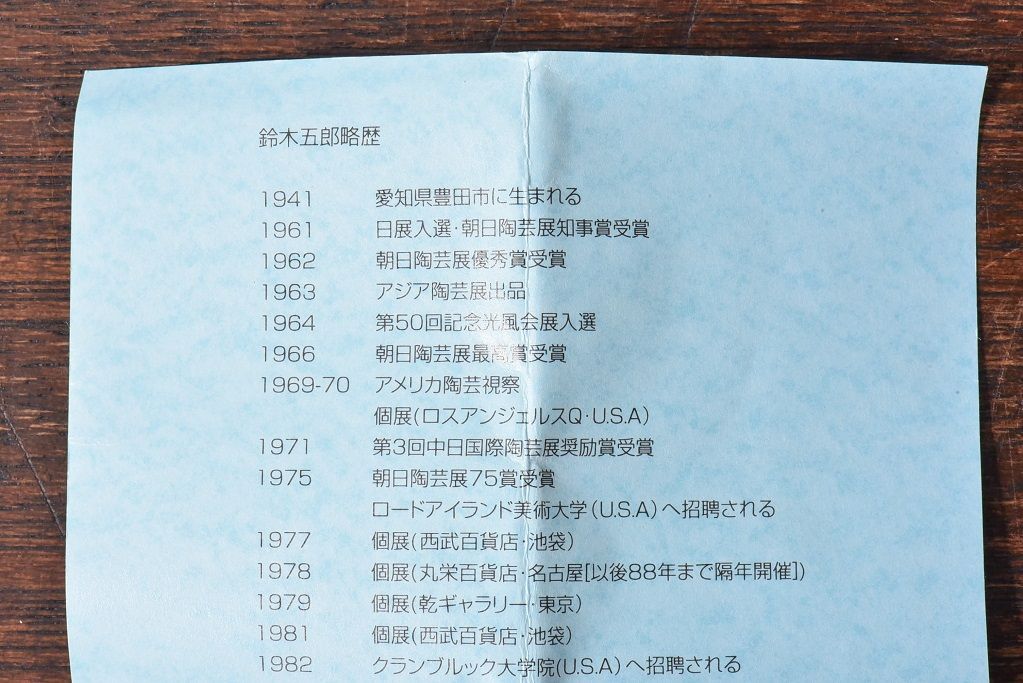 鈴木五郎略歴
1941 愛知県豊田市に生まれる
1961 日展入選・朝日陶芸展知事賞受賞
1962 朝日陶芸展優秀賞受賞
1963 アジア陶芸展出品
1964 第50回記念光風会展入選
1966 朝日陶芸展最高賞受賞
1969-70 アメリカ陶芸視察
個展(ロスアンジェルスQ・U.S.A)
1971 第3回中日国際陶芸展奨励賞受賞
1975 朝日陶芸展75賞受賞
ロードアイランド美術大学(U.S.A)へ招聘される
1977 個展(西武百貨店・池袋)
1978 個展(丸栄百貨店・名古屋[以後88年まで隔年開催])
1979 個展(乾ギャラリー・東京)
1981 個展(西武百貨店・池袋)
1982 クランブルック大学院(U.S.A)へ招聘される